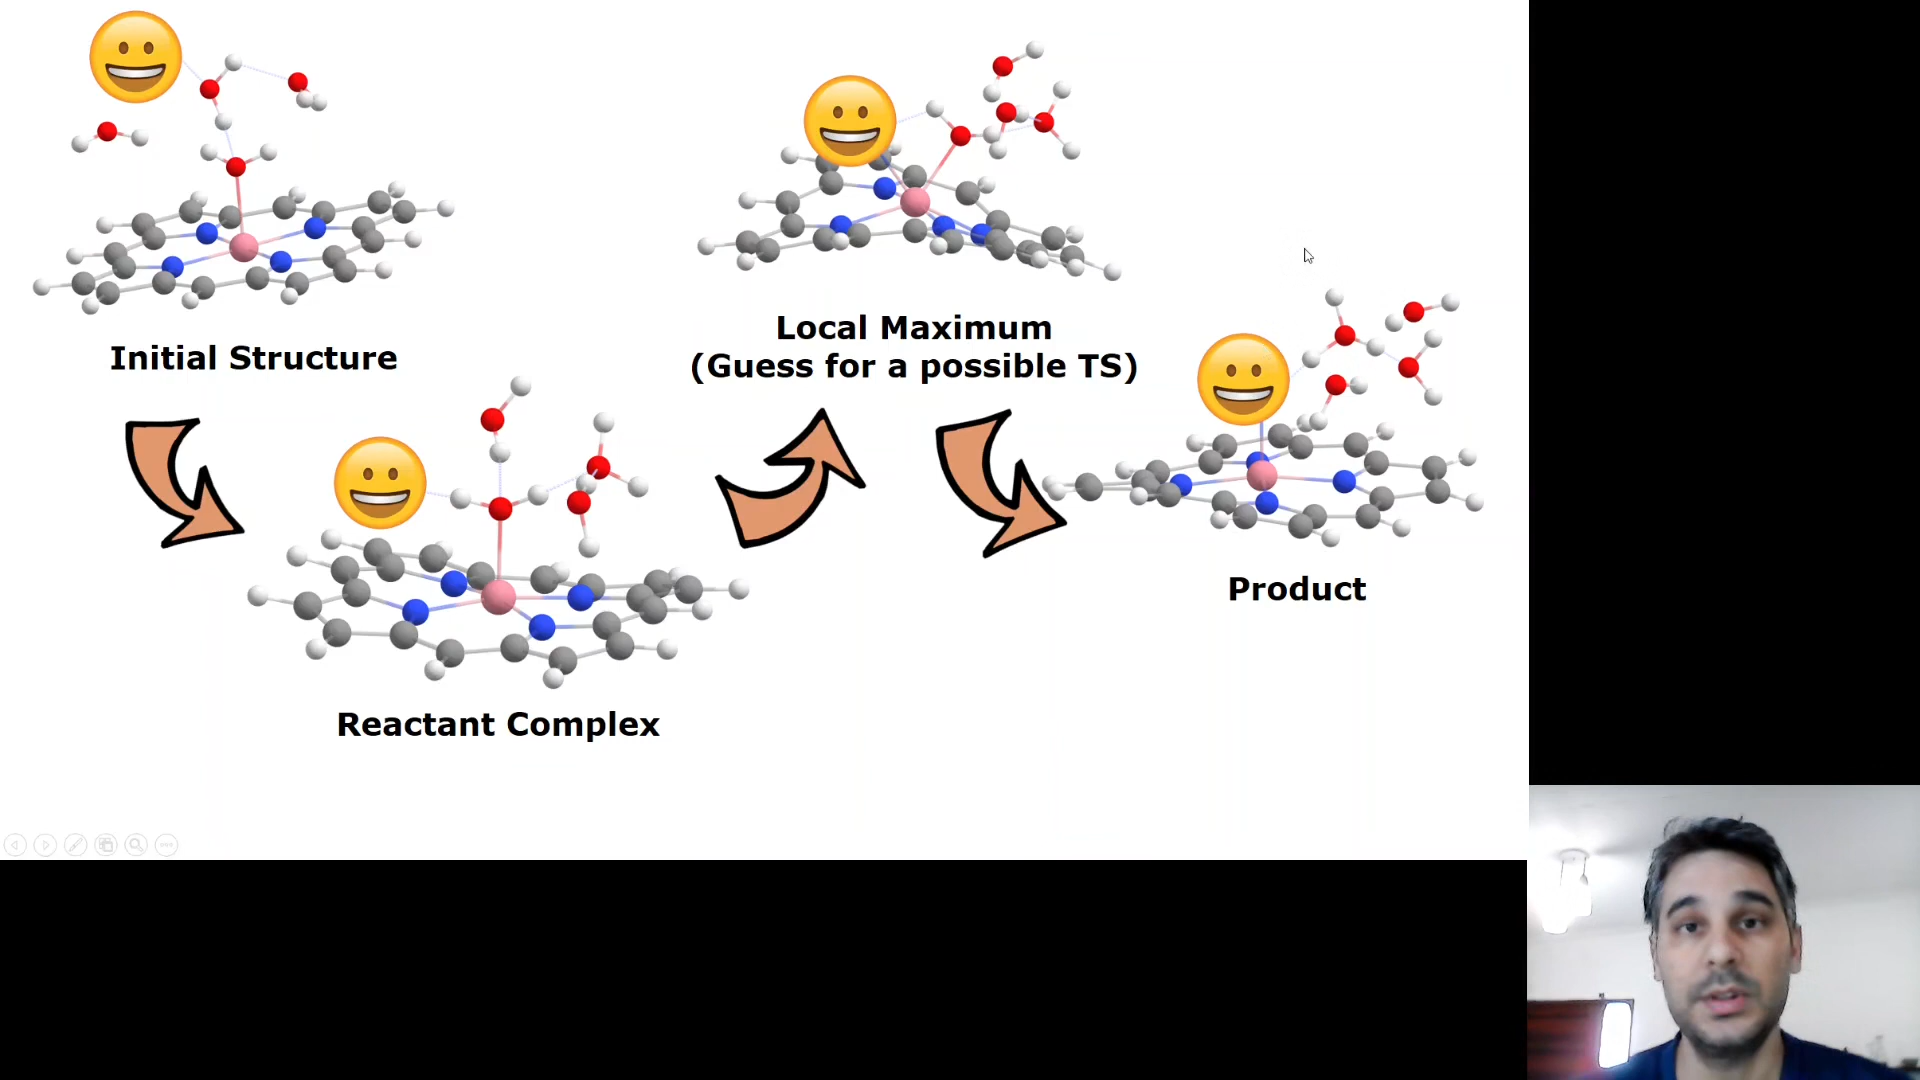 Initial Structure
Reactant Complex
Local Maximum
(Guess for a possible TS)
Product